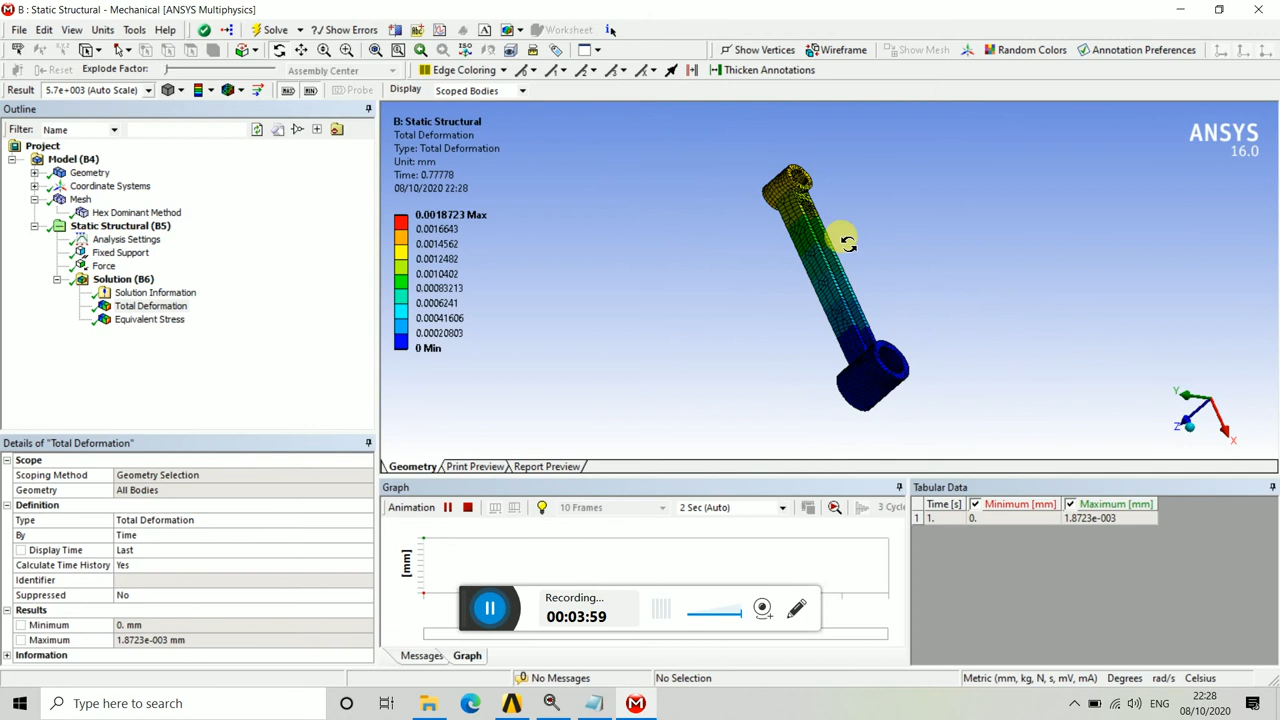 B : Static Structural - Mechanical [ANSYS Multiphysics]
File Edit View Units Tools Help Solve ?/ Show Errors Worksheet
Show Vertices Wireframe Show Mesh Random Colors Annotation Preferences
Reset Explode Factor: Assembly Center Edge Coloring Thicken Annotations
Result 5.7e+003 (Auto Scale) Probe Display Scoped Bodies
Outline
Filter: Name
Project
Model (B4)
Geometry
Coordinate Systems
Mesh
Hex Dominant Method
Static Structural (B5)
Analysis Settings
Fixed Support
Force
Solution (B6)
Solution Information
Total Deformation
Equivalent Stress
B: Static Structural
Total Deformation
Type: Total Deformation
Unit: mm
Time: 0.77778
08/10/2020 22:28
0.0018723 Max
0.0016643
0.0014562
0.0012482
0.0010402
0.00083213
0.0006241
0.00041606
0.00020803
0 Min
ANSYS
16.0
Y
Z
X
Geometry Print Preview Report Preview
Details of "Total Deformation"
Scope
Scoping Method Geometry Selection
Geometry All Bodies
Definition
Type Total Deformation
By Time
Display Time Last
Calculate Time History Yes
Identifier
Suppressed No
Results
Minimum 0. mm
Maximum 1.8723e-003 mm
Information
Graph
Animation 10 Frames 2 Sec (Auto) 3 Cycle
[mm]
Recording...
00:03:59
Messages Graph
Tabular Data
Time [s] Minimum [mm] Maximum [mm]
1 1. 0. 1.8723e-003
0 No Messages No Selection Metric (mm, kg, N, s, mV, mA) Degrees rad/s Celsius
Type here to search
ENG
22:28
08/10/2020